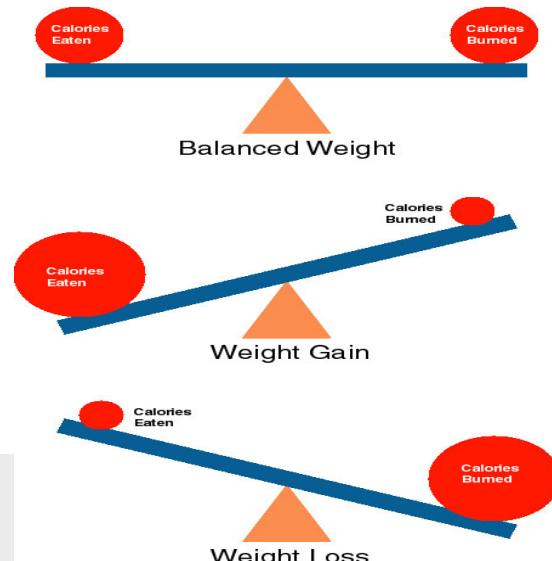 Calories
Eaten
Calories
Burned
Balanced Weight
Calories
Burned
Calories
Eaten
Weight Gain
Calories
Eaten
Calories
Burned
Weight Loss